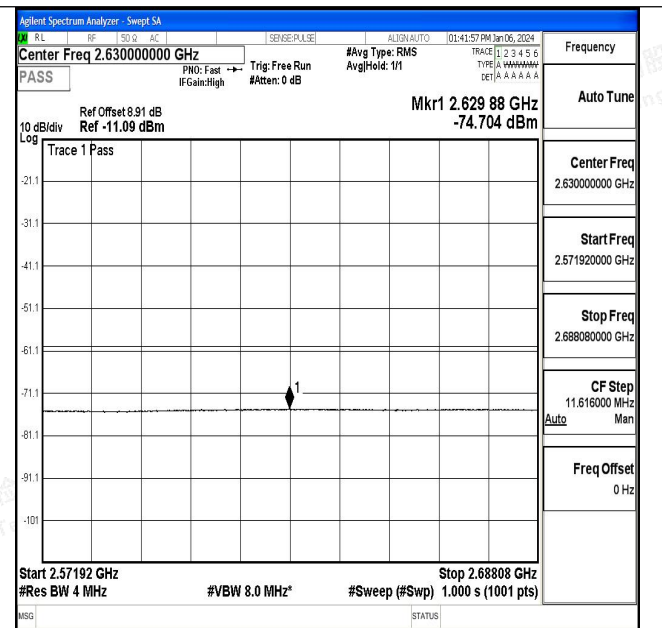 Agilent Spectrum Analyzer - Swept SA
RL RF 50 Ω AC SENSE:PULSE ALIGN AUTO 01:41:57 PM Jan 06, 2024
Center Freq 2.630000000 GHz
PASS
PNO: Fast
IFGain:High
Trig: Free Run
#Atten: 0 dB
#Avg Type: RMS
Avg|Hold: 1/1
TRACE 1 2 3 4 5 6
TYPE A WWWWW
DET A A A A A A
Ref Offset 8.91 dB
10 dB/div Ref -11.09 dBm
Log
Mkr1 2.629 88 GHz
-74.704 dBm
Trace 1 Pass
-21.1
-31.1
-41.1
-51.1
-61.1
-71.1
-81.1
-91.1
-101
1
Start 2.57192 GHz Stop 2.68808 GHz
#Res BW 4 MHz #VBW 8.0 MHz* #Sweep (#Swp) 1.000 s (1001 pts)
MSG STATUS
Frequency
Auto Tune
Center Freq
2.630000000 GHz
Start Freq
2.571920000 GHz
Stop Freq
2.688080000 GHz
CF Step
11.616000 MHz
Auto Man
Freq Offset
0 Hz